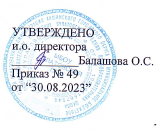 УТВЕРЖДЕНО
и.о. директора
Балашова О.С.
Приказ № 49
от “30.08.2023”